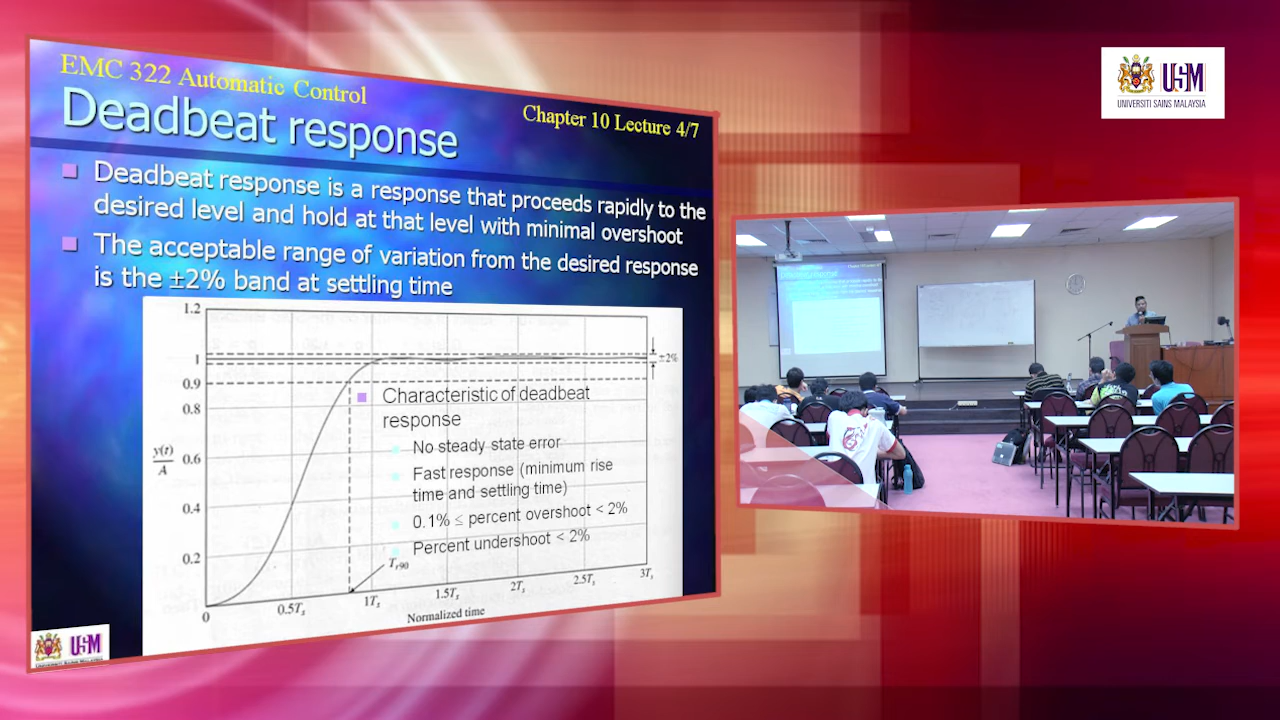 EMC 322 Automatic Control
Chapter 10 Lecture 4/7
Deadbeat response
Deadbeat response is a response that proceeds rapidly to the
desired level and hold at that level with minimal overshoot
The acceptable range of variation from the desired response
is the ±2% band at settling time
1.2
1
0.9
0.8
0.6
0.4
0.2
0
y(t)
A
±2%
Characteristic of deadbeat
response
No steady state error
Fast response (minimum rise
time and settling time)
0.1% ≤ percent overshoot < 2%
Percent undershoot < 2%
Tr90
0.5Ts
1Ts
1.5Ts
2Ts
2.5Ts
3Ts
Normalized time
USM
USM
UNIVERSITI SAINS MALAYSIA